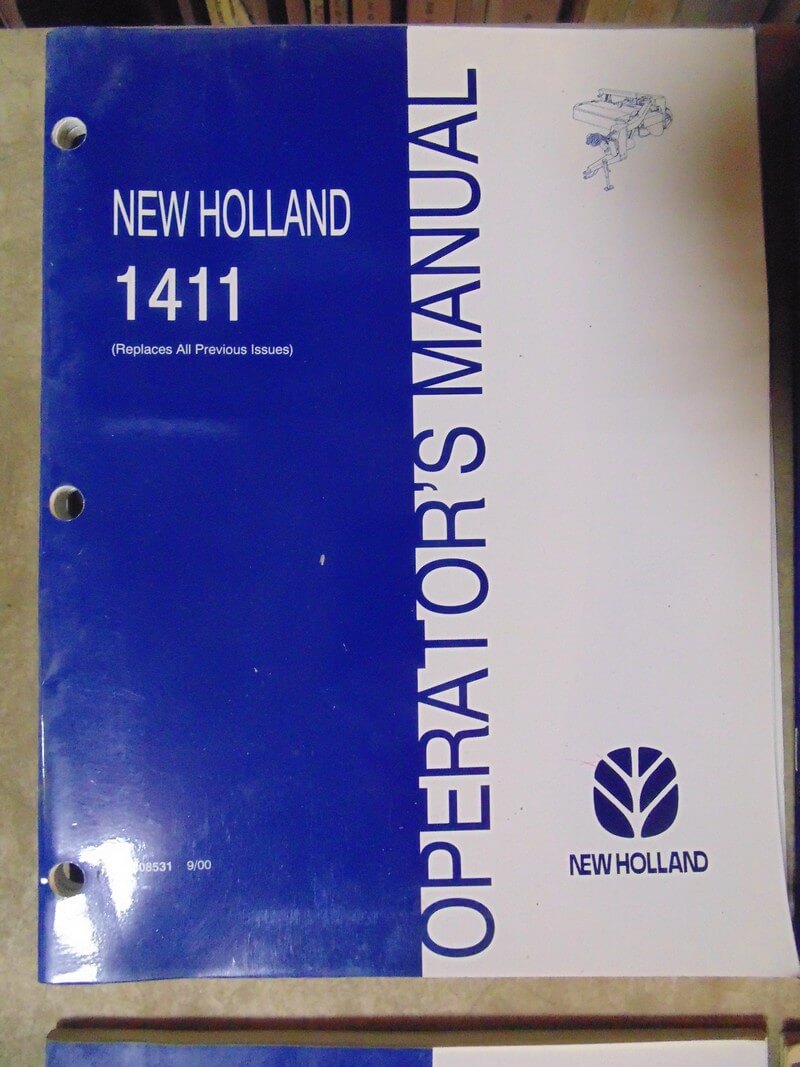 NEW HOLLAND
1411
(Replaces All Previous Issues)
08531 9/00
OPERATOR'S MANUAL
NEW HOLLAND